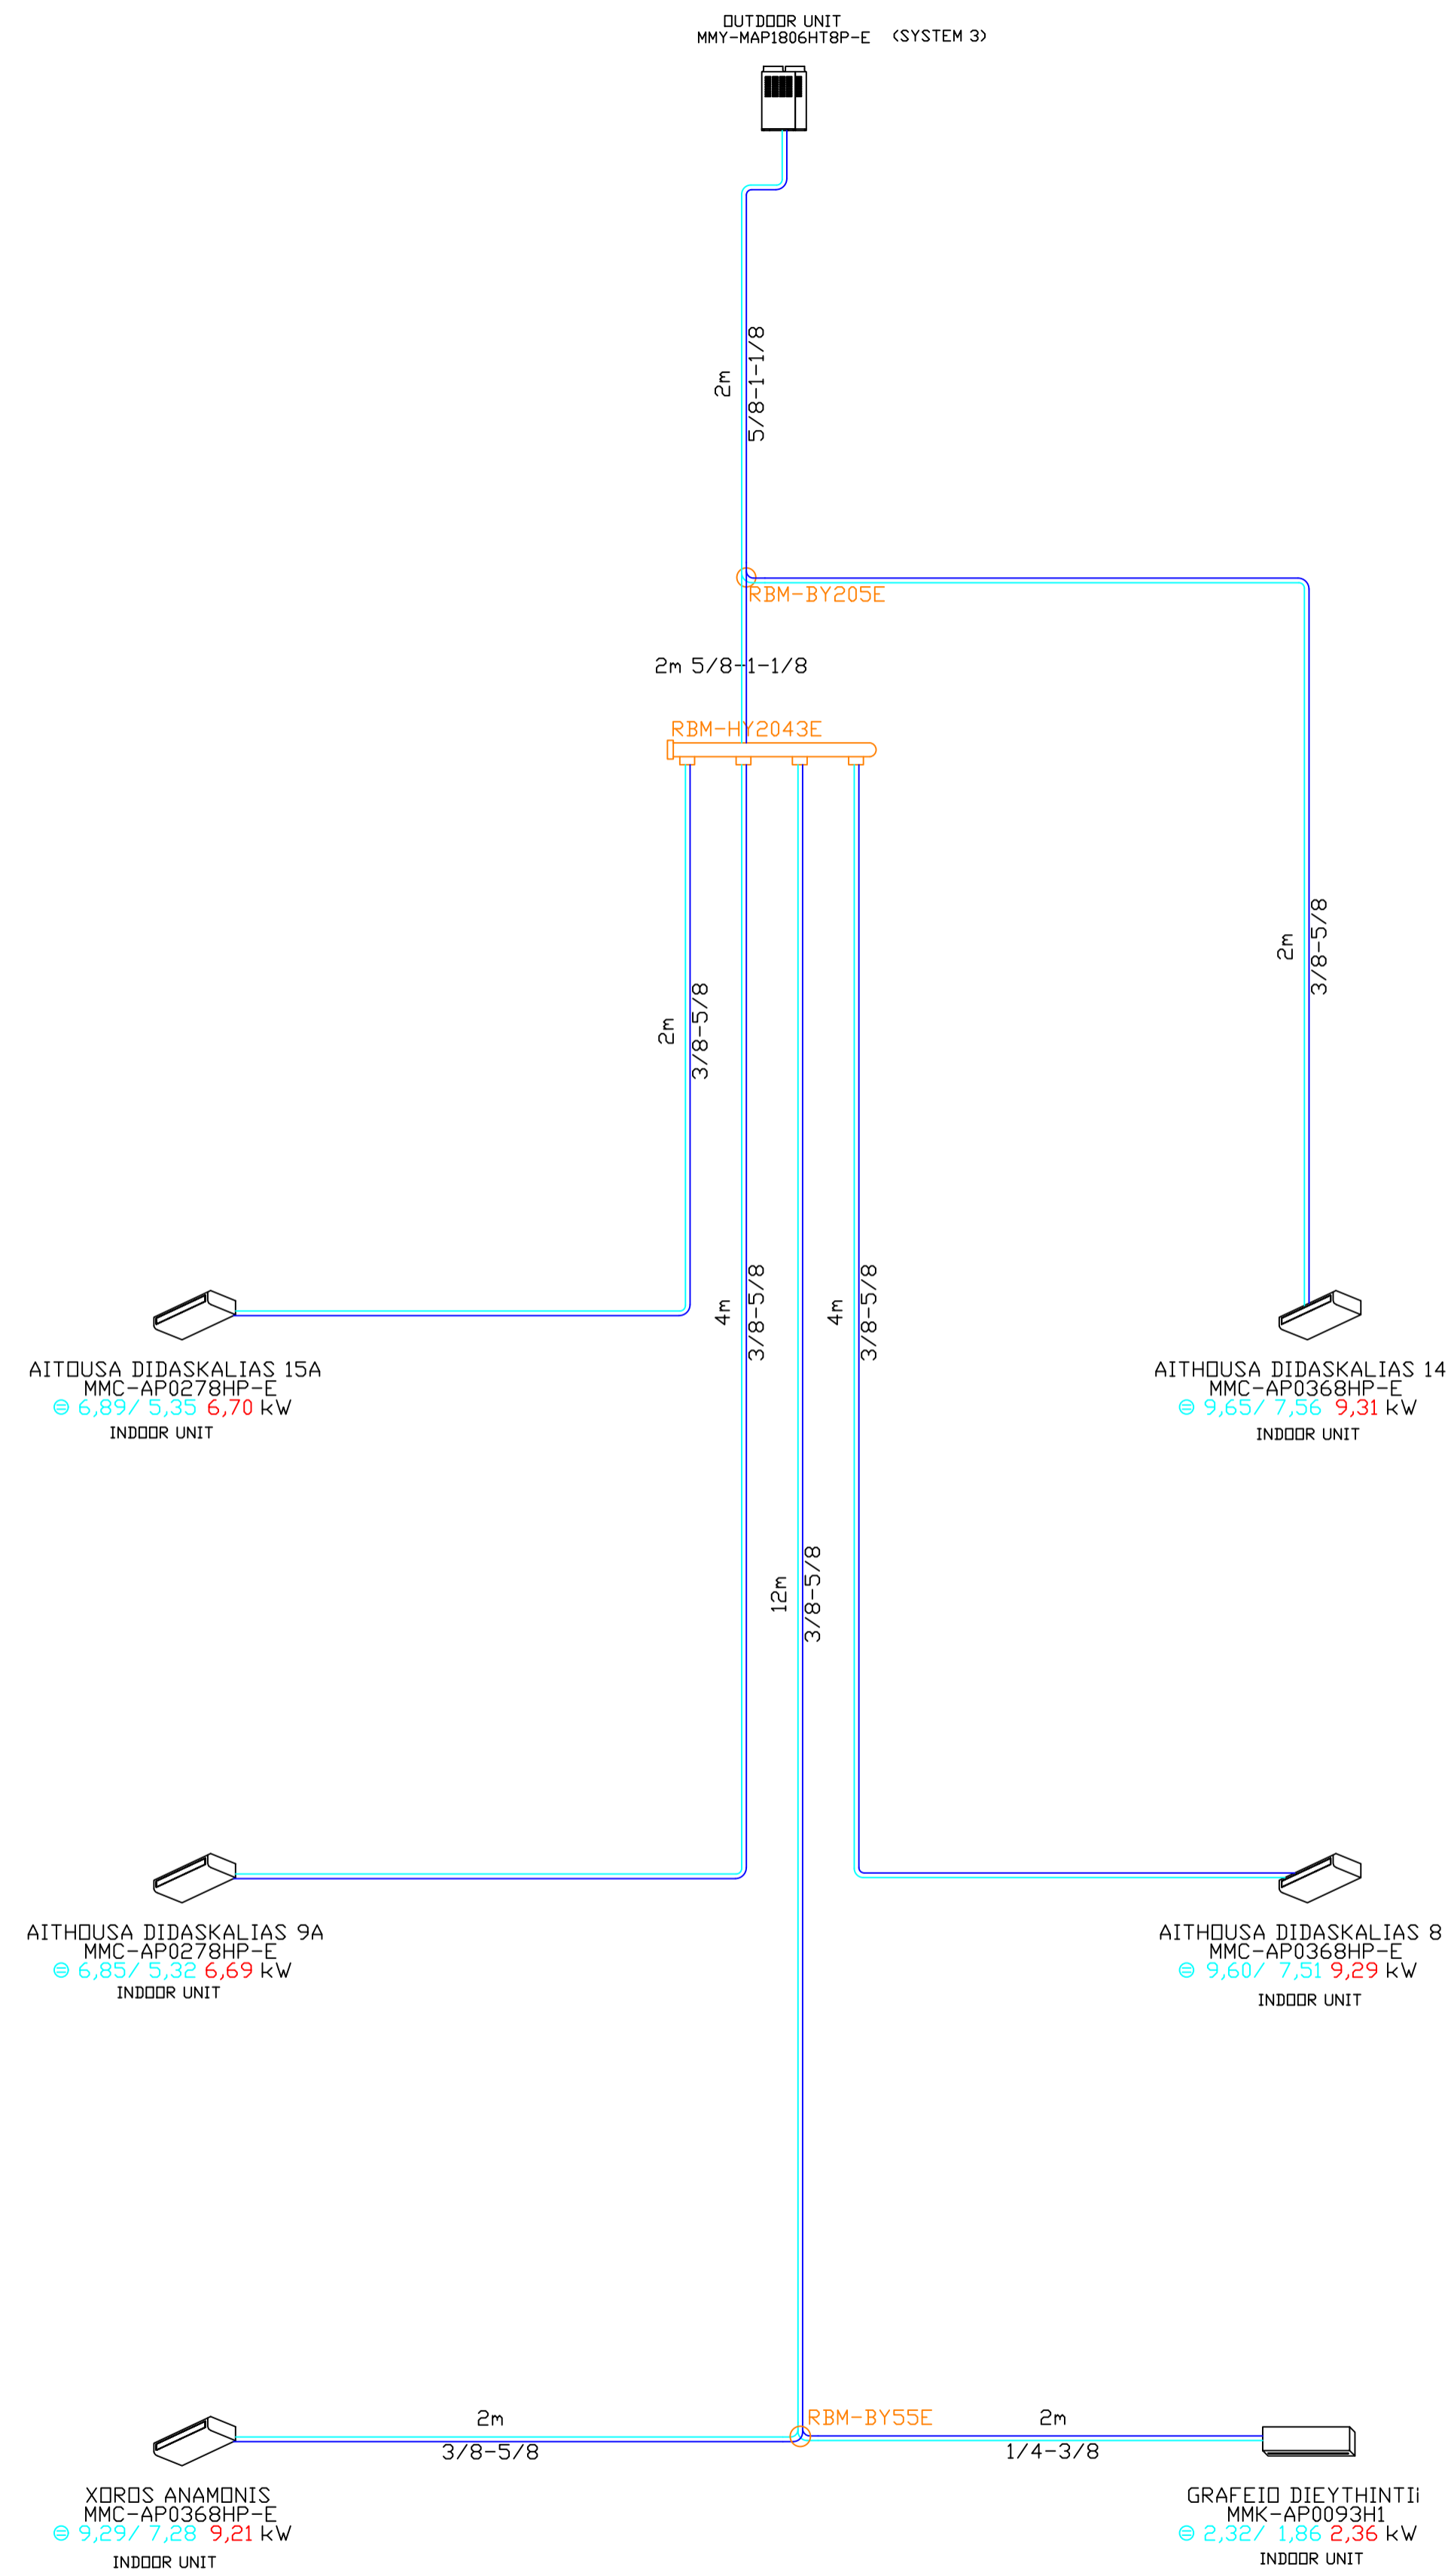 OUTDOOR UNIT
MMY-MAP1806HT8P-E (SYSTEM 3)
2m
5/8-1-1/8
RBM-BY205E
2m 5/8-1-1/8
RBM-HY2043E
2m
3/8-5/8
2m
3/8-5/8
4m
3/8-5/8
4m
3/8-5/8
AITOUSA DIDASKALIAS 15A
MMC-AP0278HP-E
6,89/ 5,35 6,70 kW
INDOOR UNIT
AITHOUSA DIDASKALIAS 14
MMC-AP0368HP-E
9,65/ 7,56 9,31 kW
INDOOR UNIT
12m
3/8-5/8
AITHOUSA DIDASKALIAS 9A
MMC-AP0278HP-E
6,85/ 5,32 6,69 kW
INDOOR UNIT
AITHOUSA DIDASKALIAS 8
MMC-AP0368HP-E
9,60/ 7,51 9,29 kW
INDOOR UNIT
RBM-BY55E
2m
3/8-5/8
2m
1/4-3/8
XOROS ANAMONIS
MMC-AP0368HP-E
9,29/ 7,28 9,21 kW
INDOOR UNIT
GRAFEIO DIEYTHINTIi
MMK-AP0093H1
2,32/ 1,86 2,36 kW
INDOOR UNIT